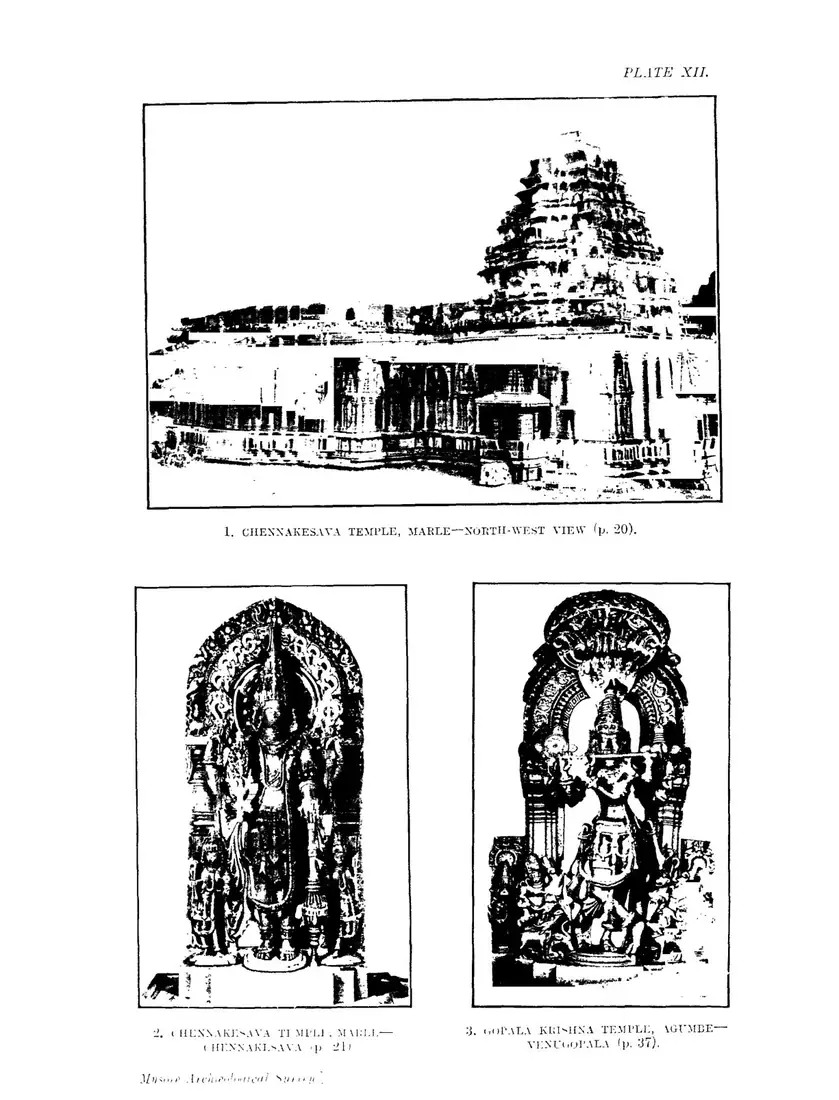 PLATE XII.
1. CHENNAKESAVA TEMPLE, MARLE—NORTH-WEST VIEW (p. 20).
2. CHENNAKESAVA TEMPLE, MARLE—
CHENNAKESAVA (p. 21)
3. GOPALA KRISHNA TEMPLE, AGUMBE—
VENUGOPALA (p. 37).
Mysore Archæological Survey]